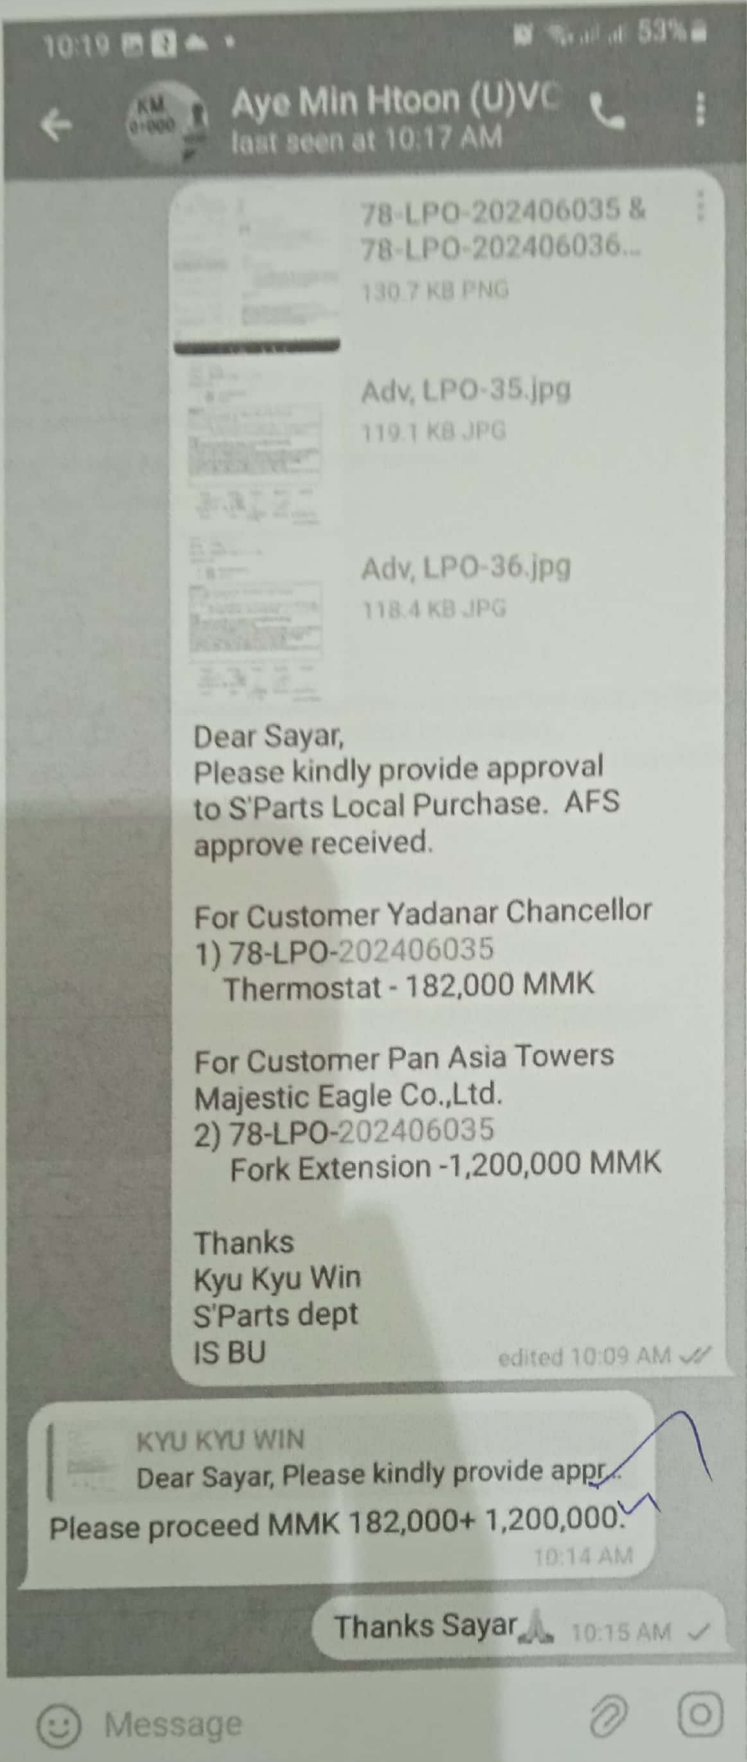 10:19
53%
Aye Min Htoon (U)VC
last seen at 10:17 AM
KM
0+000
78-LPO-202406035 &
78-LPO-202406036...
130.7 KB PNG
Adv, LPO-35.jpg
119.1 KB JPG
Adv, LPO-36.jpg
118.4 KB JPG
Dear Sayar,
Please kindly provide approval
to S'Parts Local Purchase.  AFS
approve received.
For Customer Yadanar Chancellor
1) 78-LPO-202406035
Thermostat - 182,000 MMK
For Customer Pan Asia Towers
Majestic Eagle Co.,Ltd.
2) 78-LPO-202406035
Fork Extension -1,200,000 MMK
Thanks
Kyu Kyu Win
S'Parts dept
IS BU
edited 10:09 AM
KYU KYU WIN
Dear Sayar, Please kindly provide appr...
Please proceed MMK 182,000+ 1,200,000.
10:14 AM
Thanks Sayar🙏 10:15 AM
Message